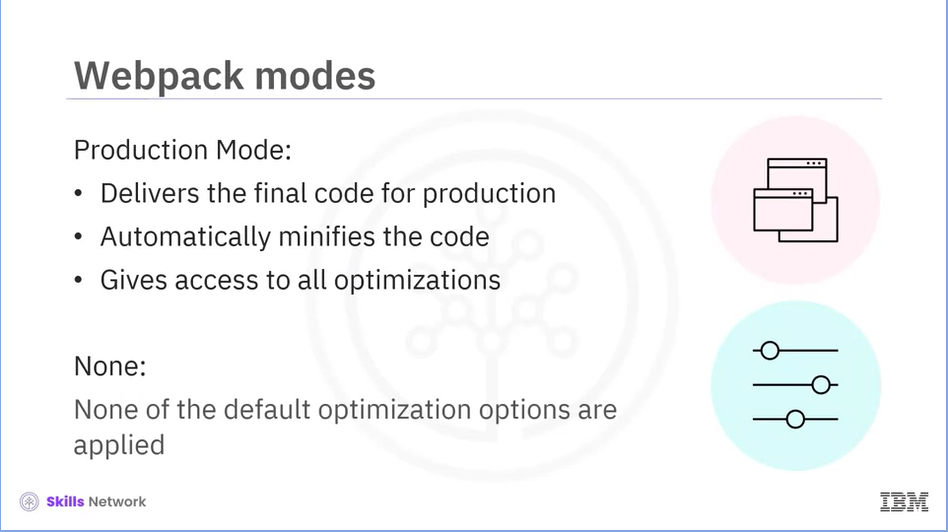 Webpack modes
Production Mode:
• Delivers the final code for production
• Automatically minifies the code
• Gives access to all optimizations
None:
None of the default optimization options are
applied
Skills Network
IBM